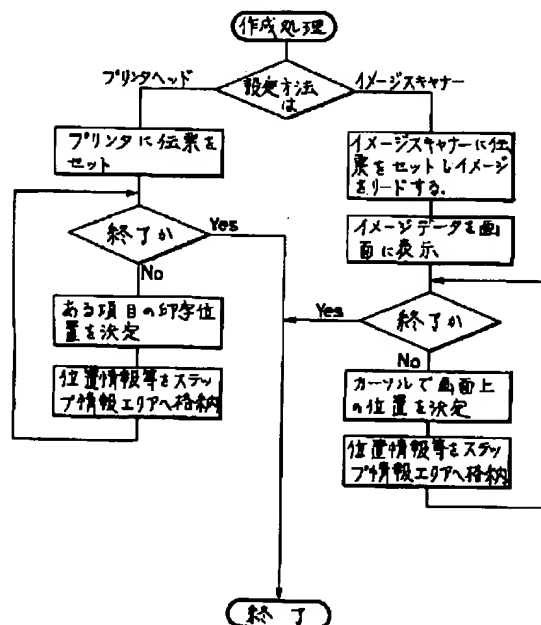 作成処理
プリンタヘッド
設定方法
は
イメージスキャナー
プリンタに伝票を
セット
イメージスキャナーに伝
票をセットしイメージ
をリードする.
イメージデータを画
面に表示
終了か
Yes
No
ある項目の印字位
置を決定
位置情報等をステッ
プ情報エリアへ格納
Yes
終了か
No
カーソルで画面上
の位置を決定
位置情報等をステッ
プ情報エリアへ格納
終了